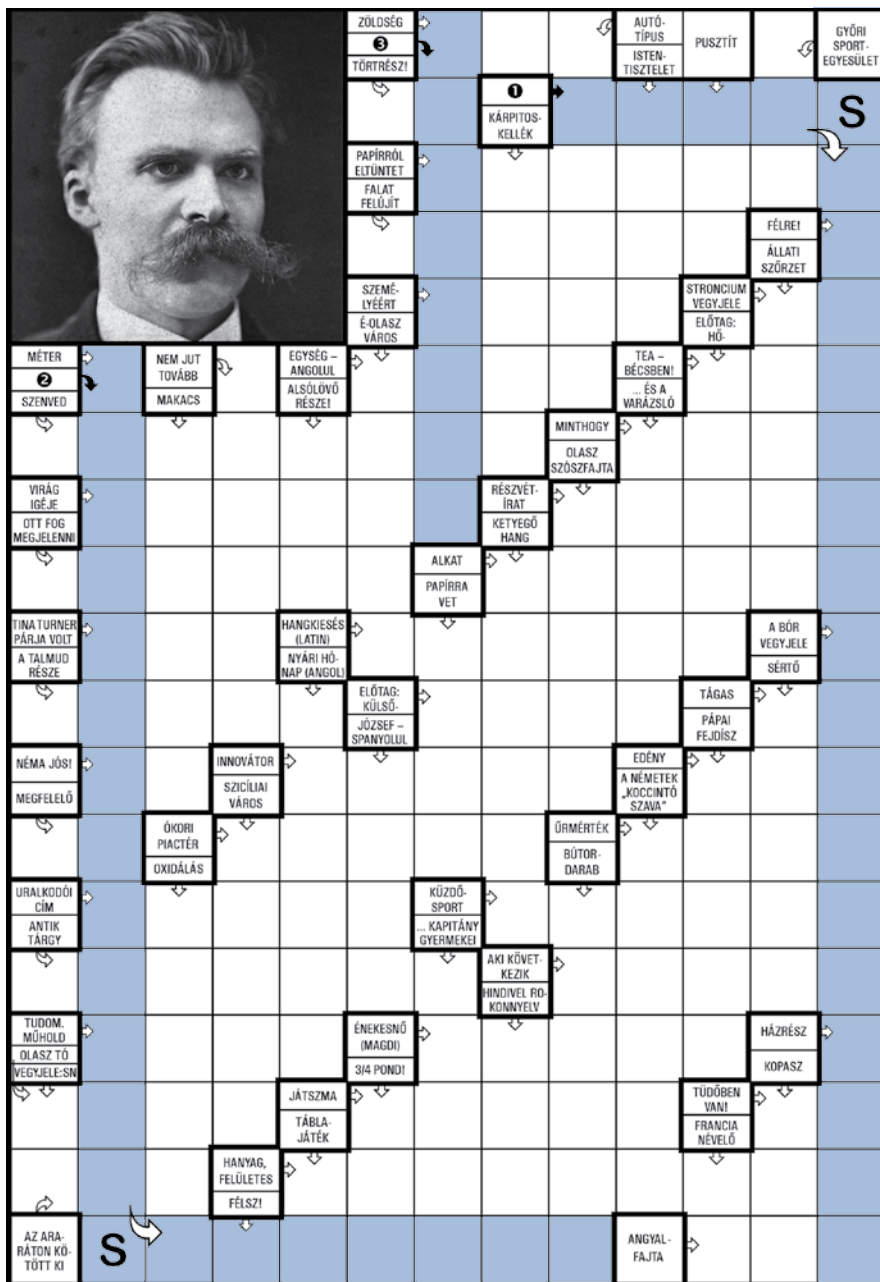 ZÖLDSÉG
❸
TÖRTRÉSZ!
AUTÓ-
TÍPUS
ISTEN-
TISZTELET
PUSZTÍT
GYŐRI
SPORT-
EGYESÜLET
❶
KÁRPITOS-
KELLÉK
S
PAPÍRRÓL
ELTÜNTET
FALAT
FELÚJÍT
FÉLRE!
ÁLLATI
SZŐRZET
SZEMÉ-
LYÉÉRT
É-OLASZ
VÁROS
STRONCIUM
VEGYJELE
ELŐTAG:
HŐ-
MÉTER
❷
SZENVED
NEM JUT
TOVÁBB
MAKACS
EGYSÉG –
ANGOLUL
ALSÓLÖVŐ
RÉSZE!
TEA –
BÉCSBEN!
... ÉS A
VARÁZSLÓ
MINTHOGY
OLASZ
SZÓSZFAJTA
VIRÁG
IGÉJE
OTT FOG
MEGJELENNI
RÉSZVÉT-
IRAT
KETYEGŐ
HANG
ALKAT
PAPÍRRA
VET
TINA TURNER
PÁRJA VOLT
A TALMUD
RÉSZE
HANGKIESÉS
(LATIN)
NYÁRI HÓ-
NAP (ANGOL)
A BÓR
VEGYJELE
SÉRTŐ
ELŐTAG:
KÜLSŐ-
JÓZSEF –
SPANYOLUL
TÁGAS
PÁPAI
FEJDÍSZ
NÉMA JÓS!
MEGFELELŐ
INNOVÁTOR
SZICÍLIAI
VÁROS
EDÉNY
A NÉMETEK
„KOCCINTÓ
SZAVA”
ÓKORI
PIACTÉR
OXIDÁLÁS
ŰRMÉRTÉK
BÚTOR-
DARAB
URALKODÓI
CÍM
ANTIK
TÁRGY
KÜZDŐ-
SPORT
... KAPITÁNY
GYERMEKEI
AKI KÖVET-
KEZIK
HINDIVEL RO-
KONNYELV
TUDOM.
MŰHOLD
OLASZ TÓ
VEGYJELE:SN
ÉNEKESNŐ
(MAGDI)
3/4 POND!
HÁZRÉSZ
KOPASZ
JÁTSZMA
TÁBLA-
JÁTÉK
TÜDŐBEN
VAN!
FRANCIA
NÉVELŐ
HANYAG,
FELÜLETES
FÉLSZ!
AZ ARA-
RÁTON KÖ-
TÖTT KI
S
ANGYAL-
FAJTA